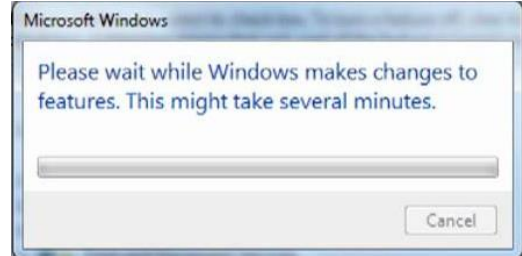 Microsoft Windows
Please wait while Windows makes changes to
features. This might take several minutes.
Cancel